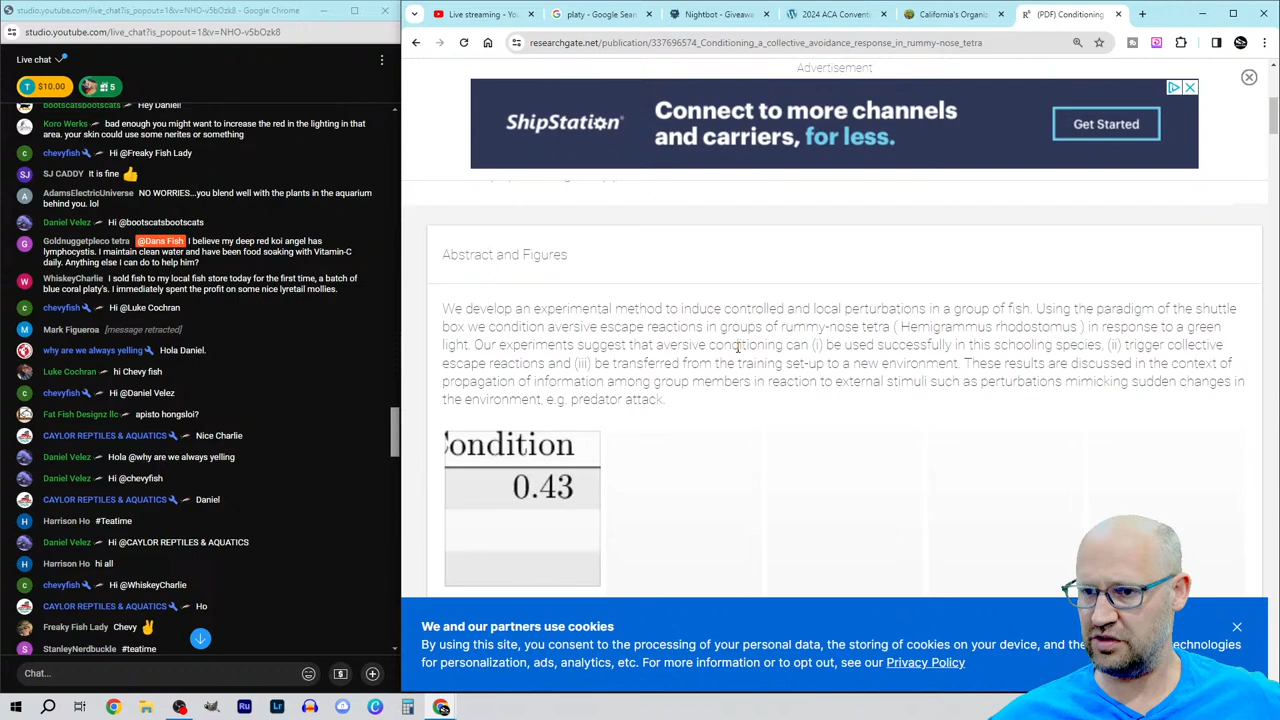 studio.youtube.com/live_chat?is_popout=1&v=NHO-v5bOzk8 - Google Chrome
studio.youtube.com/live_chat?is_popout=1&v=NHO-v5bOzk8
Live chat
T $10.00
5
bootscatsbootscats Hey Daniel!
Koro Werks bad enough you might want to increase the red in the lighting in that
area. your skin could use some nerites or something
c chevyfish Hi @Freaky Fish Lady
SJ SJ CADDY It is fine
A AdamsElectricUniverse NO WORRIES...you blend well with the plants in the aquarium
behind you. lol
Daniel Velez Hi @bootscatsbootscats
G Goldnuggetpleco tetra @Dans Fish I believe my deep red koi angel has
lymphocystis. I maintain clean water and have been food soaking with Vitamin-C
daily. Anything else I can do to help him?
W WhiskeyCharlie I sold fish to my local fish store today for the first time, a batch of
blue coral platy's. I immediately spent the profit on some nice lyretail mollies.
c chevyfish Hi @Luke Cochran
Mark Figueroa [message retracted]
why are we always yelling Hola Daniel.
Luke Cochran hi Chevy fish
c chevyfish Hi @Daniel Velez
Fat Fish Designz llc apisto hongsloi?
CAYLOR REPTILES & AQUATICS Nice Charlie
Daniel Velez Hola @why are we always yelling
Daniel Velez Hi @chevyfish
CAYLOR REPTILES & AQUATICS Daniel
H Harrison Ho #Teatime
Daniel Velez Hi @CAYLOR REPTILES & AQUATICS
H Harrison Ho hi all
c chevyfish Hi @WhiskeyCharlie
CAYLOR REPTILES & AQUATICS Ho
Freaky Fish Lady Chevy
StanleyNerdbuckle #teatime
Chat...
Live streaming - You
platy - Google Sear
Nightbot - Giveawa
2024 ACA Conventi
California's Organiz
R (PDF) Conditioning
researchgate.net/publication/337696574_Conditioning_a_collective_avoidance_response_in_rummy-nose_tetra
Advertisement
ShipStation
Connect to more channels
and carriers, for less.
Get Started
Abstract and Figures
We develop an experimental method to induce controlled and local perturbations in a group of fish. Using the paradigm of the shuttle
box we condition aversive escape reactions in groups of rummy-nose tetra ( Hemigrammus rhodostomus ) in response to a green
light. Our experiments suggest that aversive conditioning can (i) be used successfully in this schooling species, (ii) trigger collective
escape reactions and (iii) be transferred from the training set-up to a new environment. These results are discussed in the context of
propagation of information among group members in reaction to external stimuli such as perturbations mimicking sudden changes in
the environment, e.g. predator attack.
Condition
0.43
We and our partners use cookies
By using this site, you consent to the processing of your personal data, the storing of cookies on your device, and the technologies
for personalization, ads, analytics, etc. For more information or to opt out, see our Privacy Policy
Ru
Lr